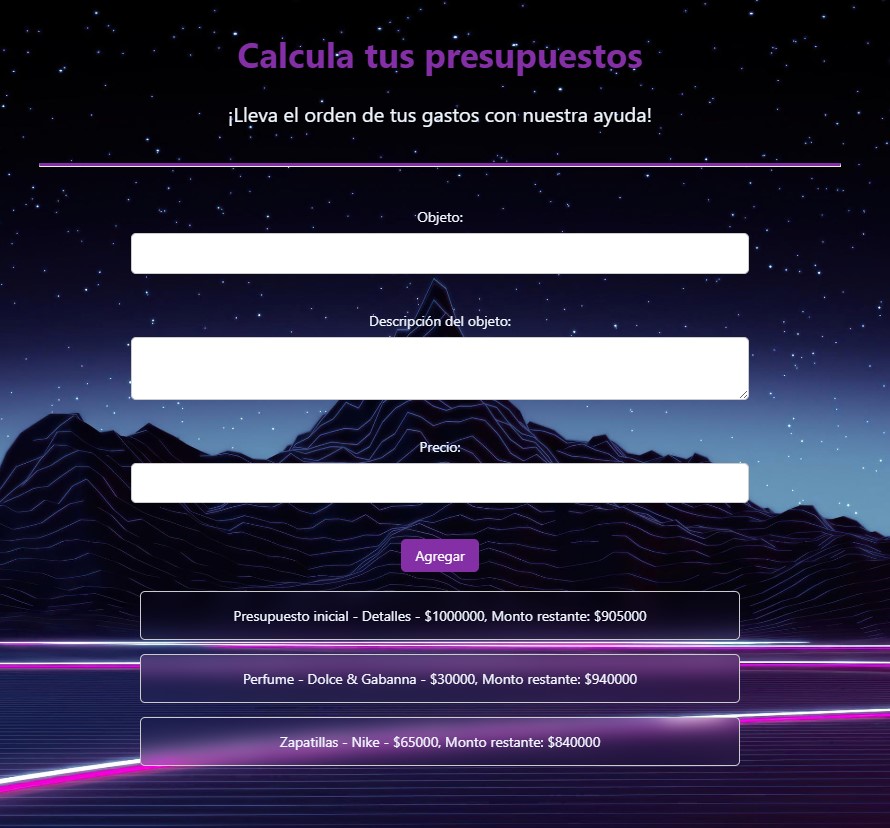 Calcula tus presupuestos
¡Lleva el orden de tus gastos con nuestra ayuda!
Objeto:
Descripción del objeto:
Precio:
Agregar
Presupuesto inicial - Detalles - $1000000, Monto restante: $905000
Perfume - Dolce & Gabanna - $30000, Monto restante: $940000
Zapatillas - Nike - $65000, Monto restante: $840000